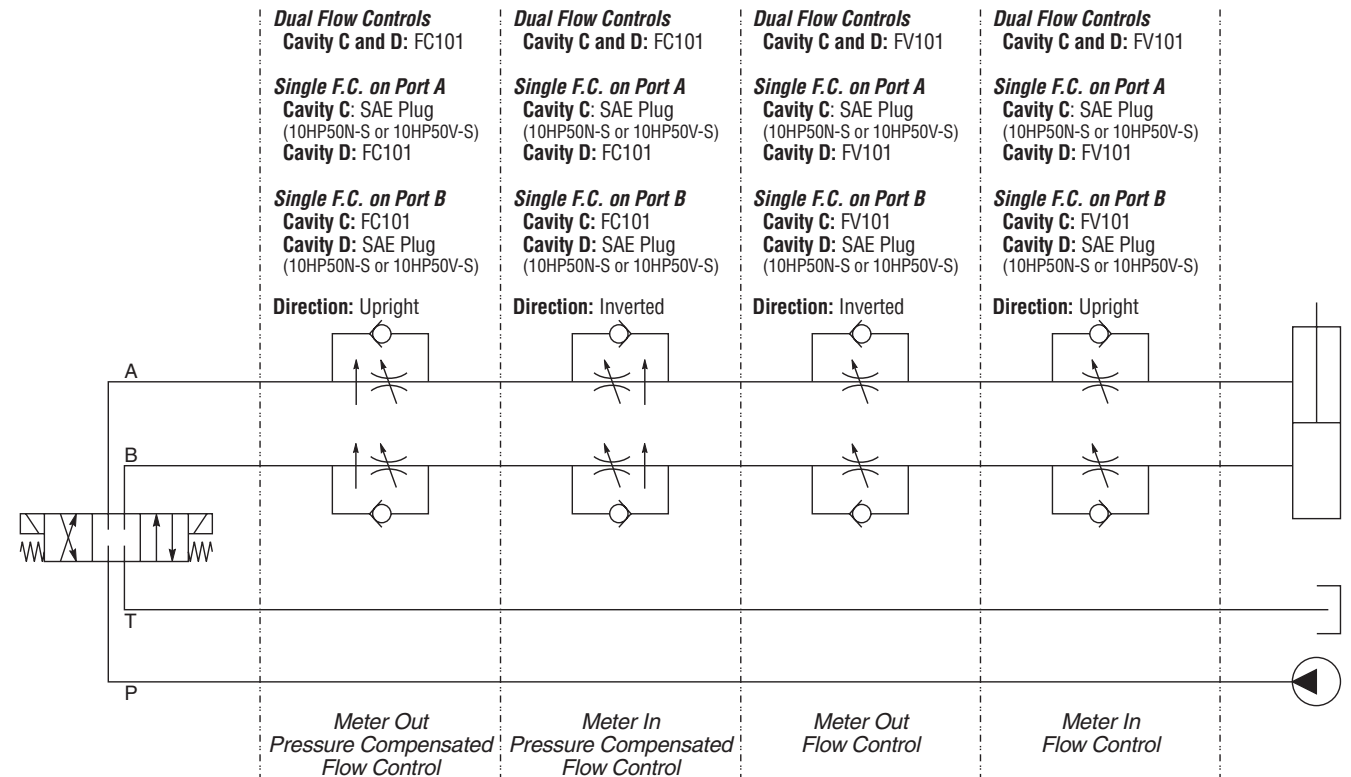 Dual Flow Controls
Cavity C and D: FC101
Single F.C. on Port A
Cavity C: SAE Plug
(10HP50N-S or 10HP50V-S)
Cavity D: FC101
Single F.C. on Port B
Cavity C: FC101
Cavity D: SAE Plug
(10HP50N-S or 10HP50V-S)
Direction: Upright
Dual Flow Controls
Cavity C and D: FC101
Single F.C. on Port A
Cavity C: SAE Plug
(10HP50N-S or 10HP50V-S)
Cavity D: FC101
Single F.C. on Port B
Cavity C: FC101
Cavity D: SAE Plug
(10HP50N-S or 10HP50V-S)
Direction: Inverted
Dual Flow Controls
Cavity C and D: FV101
Single F.C. on Port A
Cavity C: SAE Plug
(10HP50N-S or 10HP50V-S)
Cavity D: FV101
Single F.C. on Port B
Cavity C: FV101
Cavity D: SAE Plug
(10HP50N-S or 10HP50V-S)
Direction: Inverted
Dual Flow Controls
Cavity C and D: FV101
Single F.C. on Port A
Cavity C: SAE Plug
(10HP50N-S or 10HP50V-S)
Cavity D: FV101
Single F.C. on Port B
Cavity C: FV101
Cavity D: SAE Plug
(10HP50N-S or 10HP50V-S)
Direction: Upright
A
B
T
P
Meter Out
Pressure Compensated
Flow Control
Meter In
Pressure Compensated
Flow Control
Meter Out
Flow Control
Meter In
Flow Control